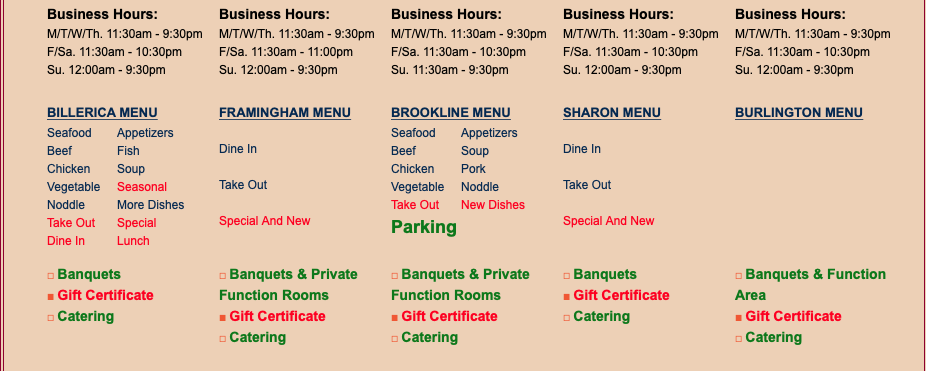 Business Hours:
M/T/W/Th. 11:30am - 9:30pm
F/Sa. 11:30am - 10:30pm
Su. 12:00am - 9:30pm
BILLERICA MENU
Seafood Appetizers
Beef Fish
Chicken Soup
Vegetable Seasonal
Noddle More Dishes
Take Out Special
Dine In Lunch
Banquets
Gift Certificate
Catering
Business Hours:
M/T/W/Th. 11:30am - 9:30pm
F/Sa. 11:30am - 11:00pm
Su. 12:00am - 9:30pm
FRAMINGHAM MENU
Dine In
Take Out
Special And New
Banquets & Private
Function Rooms
Gift Certificate
Catering
Business Hours:
M/T/W/Th. 11:30am - 9:30pm
F/Sa. 11:30am - 10:30pm
Su. 11:30am - 9:30pm
BROOKLINE MENU
Seafood Appetizers
Beef Soup
Chicken Pork
Vegetable Noddle
Take Out New Dishes
Parking
Banquets & Private
Function Rooms
Gift Certificate
Catering
Business Hours:
M/T/W/Th. 11:30am - 9:30pm
F/Sa. 11:30am - 10:30pm
Su. 12:00am - 9:30pm
SHARON MENU
Dine In
Take Out
Special And New
Banquets
Gift Certificate
Catering
Business Hours:
M/T/W/Th. 11:30am - 9:30pm
F/Sa. 11:30am - 10:30pm
Su. 12:00am - 9:30pm
BURLINGTON MENU
Banquets & Function
Area
Gift Certificate
Catering